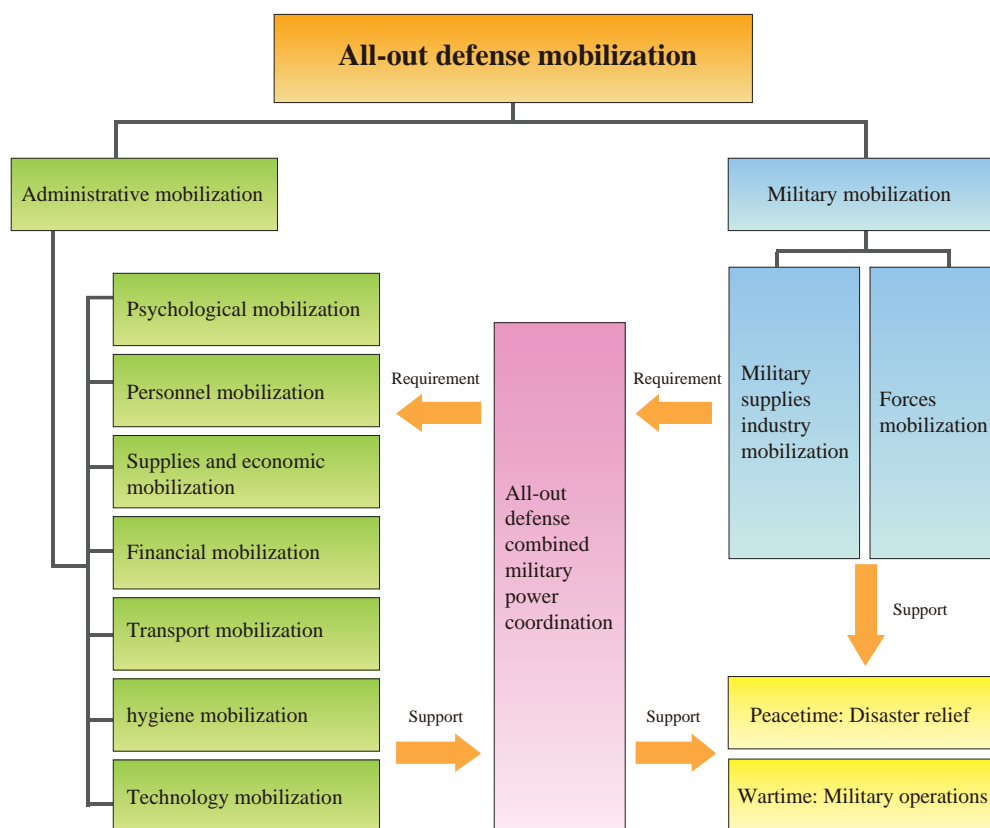 All-out defense mobilization
Administrative mobilization
Military mobilization
Psychological mobilization
Personnel mobilization
Supplies and economic
mobilization
Financial mobilization
Transport mobilization
hygiene mobilization
Technology mobilization
Requirement
Support
All-out
defense
combined
military
power
coordination
Requirement
Support
Military
supplies
industry
mobilization
Forces
mobilization
Support
Peacetime: Disaster relief
Wartime: Military operations